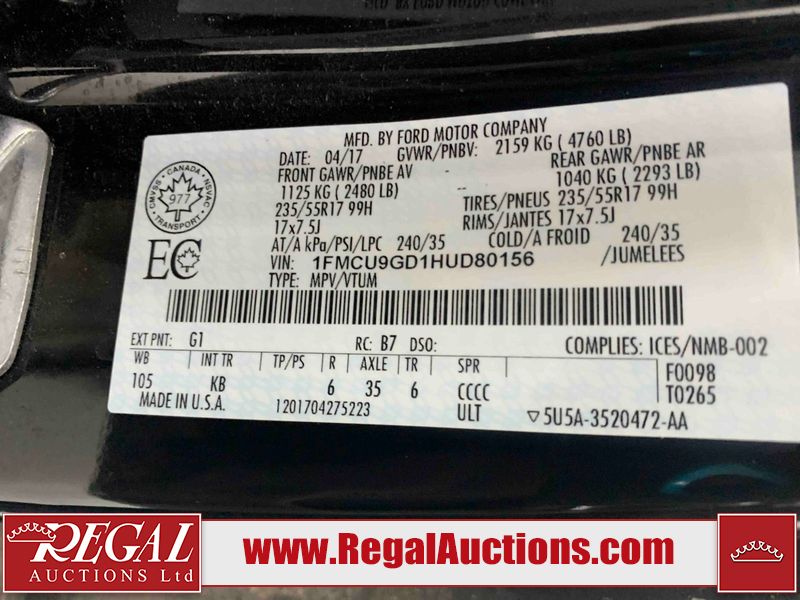 MFD. BY FORD MOTOR COMPANY
DATE: 04/17 GVWR/PNBV: 2159 KG ( 4760 LB)
FRONT GAWR/PNBE AV REAR GAWR/PNBE AR
1125 KG ( 2480 LB) 1040 KG ( 2293 LB)
235/55R17 99H TIRES/PNEUS 235/55R17 99H
17x7.5J RIMS/JANTES 17x7.5J
AT/A kPa/PSI/LPC 240/35 COLD/A FROID 240/35
VIN: 1FMCU9GD1HUD80156 /JUMELEES
TYPE: MPV/VTUM
CANADA
CMVSS
NSVAC
977
TRANSPORT
EC
EXT PNT: G1 RC: B7 DSO: COMPLIES: ICES/NMB-002
WB INT TR TP/PS R AXLE TR SPR F0098
105 KB 6 35 6 CCCC T0265
MADE IN U.S.A. 1201704275223 ULT ▽5U5A-3520472-AA
REGAL
AUCTIONS Ltd
www.RegalAuctions.com